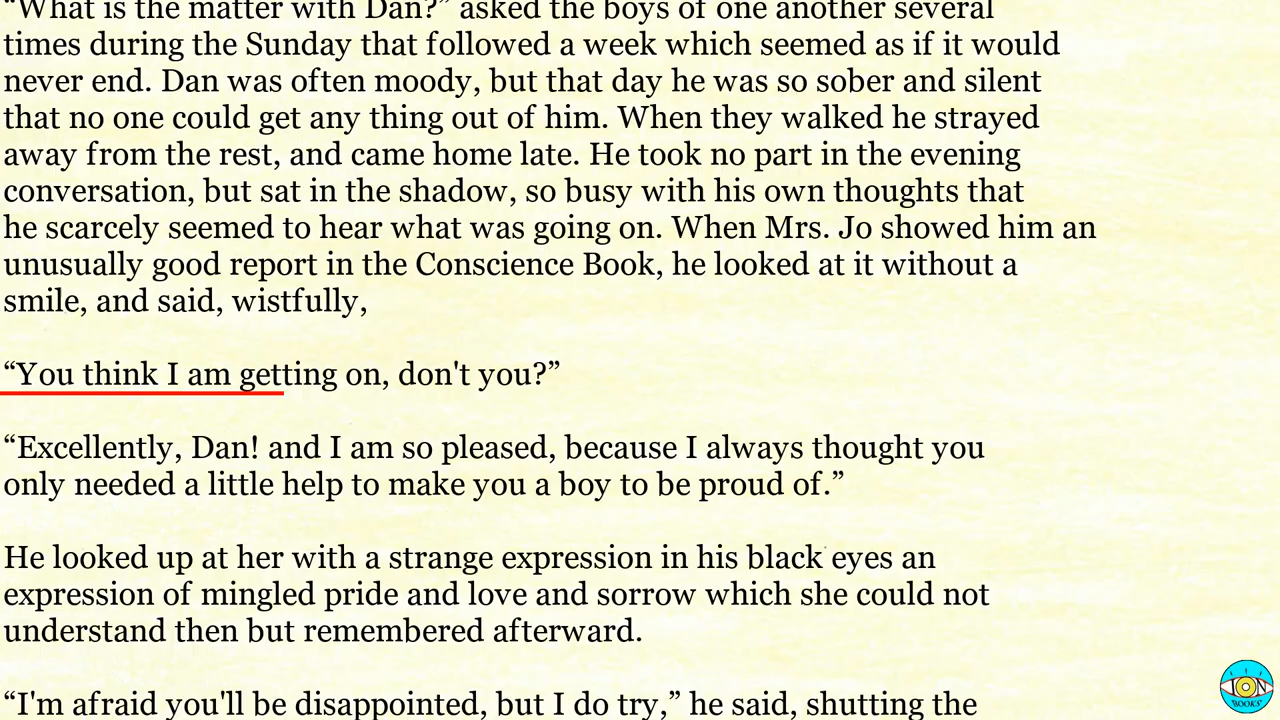 “What is the matter with Dan?” asked the boys of one another several
times during the Sunday that followed a week which seemed as if it would
never end. Dan was often moody, but that day he was so sober and silent
that no one could get any thing out of him. When they walked he strayed
away from the rest, and came home late. He took no part in the evening
conversation, but sat in the shadow, so busy with his own thoughts that
he scarcely seemed to hear what was going on. When Mrs. Jo showed him an
unusually good report in the Conscience Book, he looked at it without a
smile, and said, wistfully,
“You think I am getting on, don't you?”
“Excellently, Dan! and I am so pleased, because I always thought you
only needed a little help to make you a boy to be proud of.”
He looked up at her with a strange expression in his black eyes an
expression of mingled pride and love and sorrow which she could not
understand then but remembered afterward.
“I'm afraid you'll be disappointed, but I do try,” he said, shutting the
ION
BOOKS